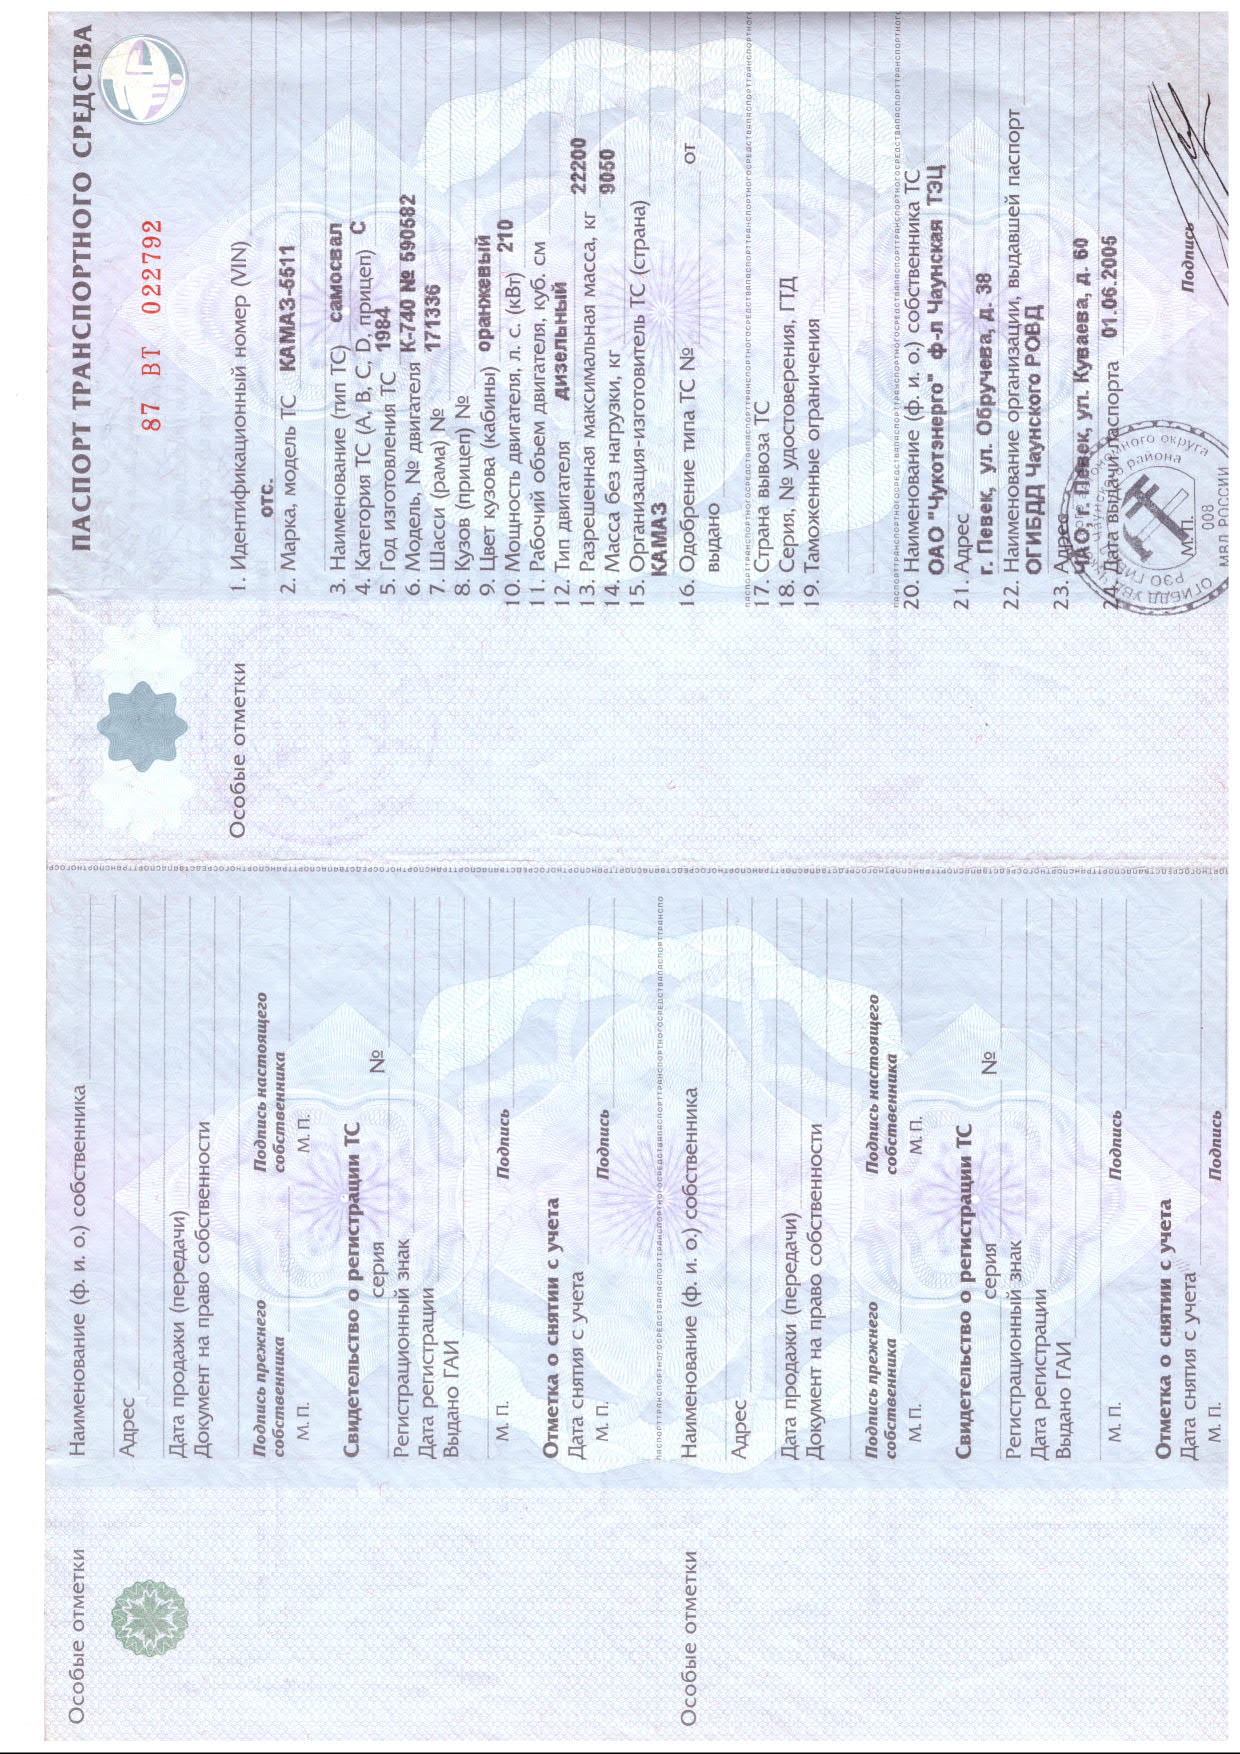 ПАСПОРТ ТРАНСПОРТНОГО СРЕДСТВА
87 ВТ 022792
Особые отметки
1. Идентификационный номер (VIN)
отс.
2. Марка, модель ТС КАМАЗ-5511
3. Наименование (тип ТС) самосвал
4. Категория ТС (А, В, С, D, прицеп) С
5. Год изготовления ТС 1984
6. Модель, № двигателя К-740 № 590582
7. Шасси (рама) № 171336
8. Кузов (прицеп) №
9. Цвет кузова (кабины) оранжевый
10. Мощность двигателя, л. с. (кВт) 210
11. Рабочий объем двигателя, куб. см
12. Тип двигателя дизельный
13. Разрешенная максимальная масса, кг 22200
14. Масса без нагрузки, кг 9050
15. Организация-изготовитель ТС (страна)
КАМАЗ
16. Одобрение типа ТС № от
выдано
17. Страна вывоза ТС
18. Серия, № удостоверения, ГТД
19. Таможенные ограничения
20. Наименование (ф. и. о.) собственника ТС
ОАО "Чукотэнерго" ф-л Чаунская ТЭЦ
21. Адрес
г. Певек, ул. Обручева, д. 38
22. Наименование организации, выдавшей паспорт
ОГИБДД Чаунского РОВД
23. Адрес
ЧАО, г. Певек, ул. Куваева, д. 60
24. Дата выдачи паспорта 01.06.2005
М.П. Подпись
008
МВД РОССИИ
Особые отметки
Наименование (ф. и. о.) собственника
Адрес
Дата продажи (передачи)
Документ на право собственности
Подпись прежнего собственника
Подпись настоящего собственника
М. П. М. П.
Свидетельство о регистрации ТС
серия №
Регистрационный знак
Дата регистрации
Выдано ГАИ
М. П. Подпись
Отметка о снятии с учета
Дата снятия с учета
М. П. Подпись
Особые отметки
Наименование (ф. и. о.) собственника
Адрес
Дата продажи (передачи)
Документ на право собственности
Подпись прежнего собственника
Подпись настоящего собственника
М. П. М. П.
Свидетельство о регистрации ТС
серия №
Регистрационный знак
Дата регистрации
Выдано ГАИ
М. П. Подпись
Отметка о снятии с учета
Дата снятия с учета
М. П. Подпись